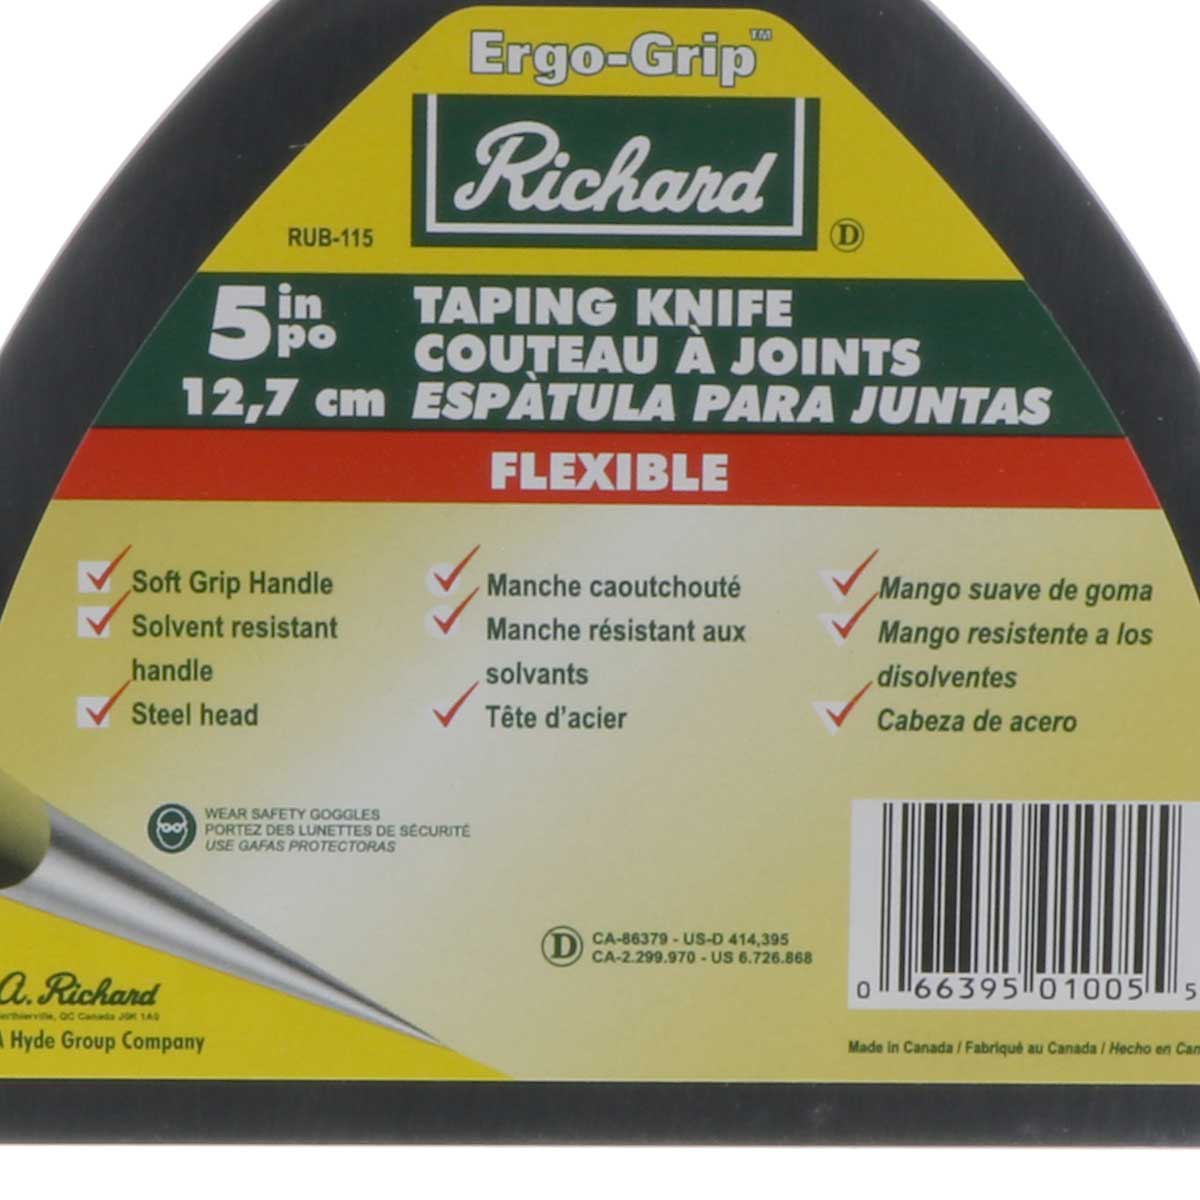 Ergo-Grip™
Richard
RUB-115
D
5 in
po
12,7 cm
TAPING KNIFE
COUTEAU À JOINTS
ESPÀTULA PARA JUNTAS
FLEXIBLE
Soft Grip Handle
Solvent resistant
handle
Steel head
Manche caoutchouté
Manche résistant aux
solvants
Tête d'acier
Mango suave de goma
Mango resistente a los
disolventes
Cabeza de acero
WEAR SAFETY GOGGLES
PORTEZ DES LUNETTES DE SÉCURITÉ
USE GAFAS PROTECTORAS
D
CA-86379 - US-D 414,395
CA-2.299.970 - US 6.726.868
0 66395 01005 5
A. Richard
QC Canada J0K 1A0
A Hyde Group Company
Made in Canada / Fabriqué au Canada / Hecho en Can